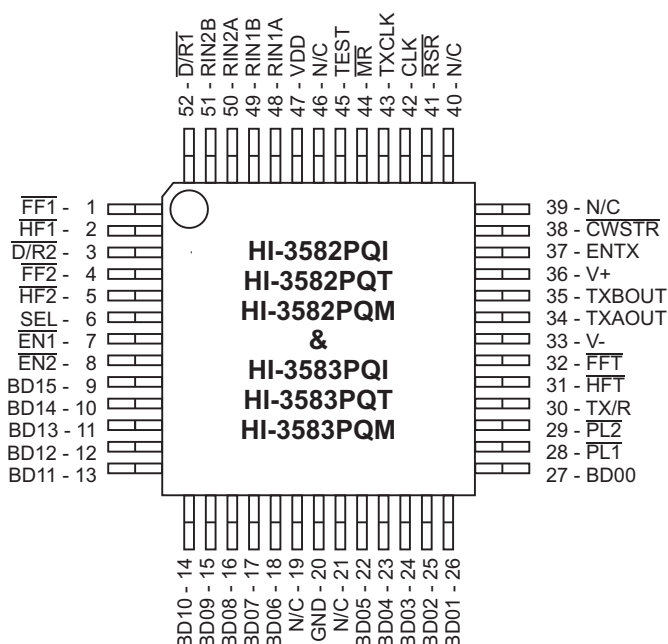 52 - D/R1
51 - RIN2B
50 - RIN2A
49 - RIN1B
48 - RIN1A
47 - VDD
46 - N/C
45 - TEST
44 - MR
43 - TXCLK
42 - CLK
41 - RSR
40 - N/C
FF1 - 1
HF1 - 2
D/R2 - 3
FF2 - 4
HF2 - 5
SEL - 6
EN1 - 7
EN2 - 8
BD15 - 9
BD14 - 10
BD13 - 11
BD12 - 12
BD11 - 13
HI-3582PQI
HI-3582PQT
HI-3582PQM
&
HI-3583PQI
HI-3583PQT
HI-3583PQM
39 - N/C
38 - CWSTR
37 - ENTX
36 - V+
35 - TXBOUT
34 - TXAOUT
33 - V-
32 - FFT
31 - HFT
30 - TX/R
29 - PL2
28 - PL1
27 - BD00
BD10 - 14
BD09 - 15
BD08 - 16
BD07 - 17
BD06 - 18
N/C - 19
GND - 20
N/C - 21
BD05 - 22
BD04 - 23
BD03 - 24
BD02 - 25
BD01 - 26